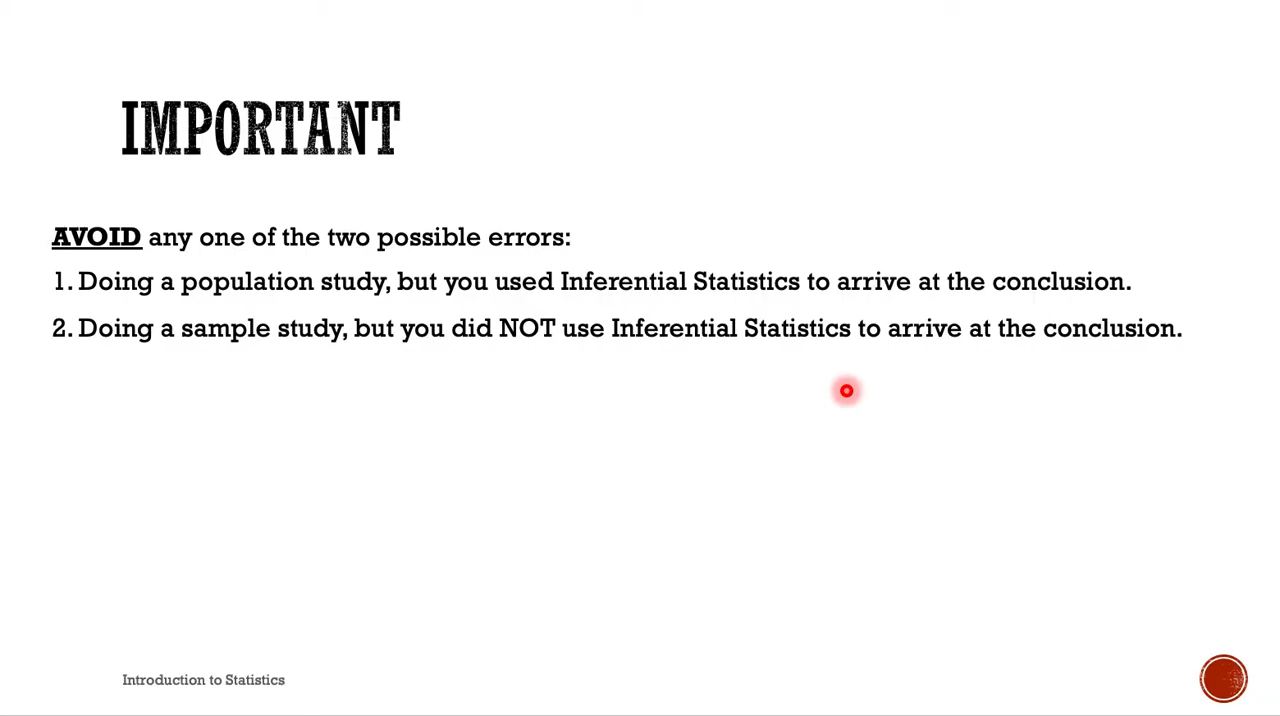 IMPORTANT
AVOID any one of the two possible errors:
1. Doing a population study, but you used Inferential Statistics to arrive at the conclusion.
2. Doing a sample study, but you did NOT use Inferential Statistics to arrive at the conclusion.
Introduction to Statistics